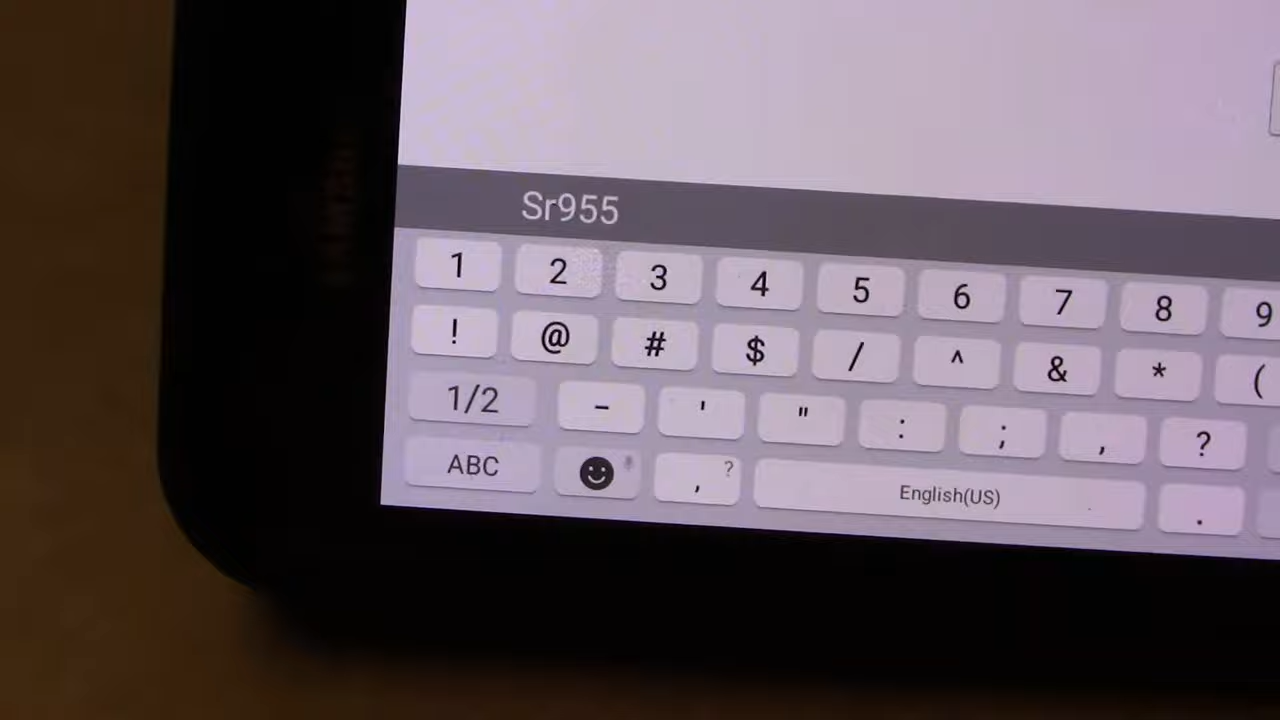 Sr955
1 2 3 4 5 6 7 8 9
! @ # $ / ^ & * (
1/2 - ' " : ; , ?
ABC , ? English(US) .